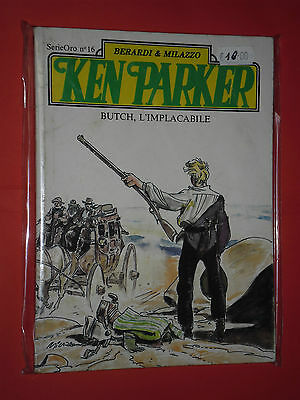 SerieOro n°16
BERARDI & MILAZZO
KEN PARKER
BUTCH, L'IMPLACABILE